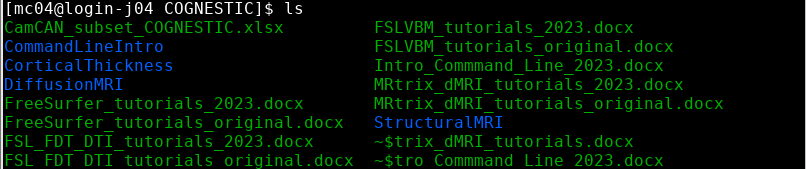 [mc04@login-j04 COGNESTIC]$ ls
CamCAN_subset_COGNESTIC.xlsx FSLVBM_tutorials_2023.docx
CommandLineIntro FSLVBM_tutorials_original.docx
CorticalThickness Intro_Commmand_Line_2023.docx
DiffusionMRI MRtrix_dMRI_tutorials_2023.docx
FreeSurfer_tutorials_2023.docx MRtrix_dMRI_tutorials_original.docx
FreeSurfer_tutorials_original.docx StructuralMRI
FSL_FDT_DTI_tutorials_2023.docx ~$trix_dMRI_tutorials.docx
FSL_FDT_DTI_tutorials_original.docx ~$tro_Commmand_Line_2023.docx